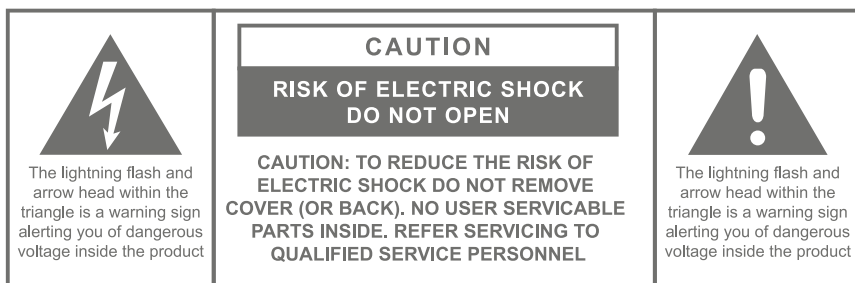 The lightning flash and
arrow head within the
triangle is a warning sign
alerting you of dangerous
voltage inside the product
CAUTION
RISK OF ELECTRIC SHOCK
DO NOT OPEN
CAUTION: TO REDUCE THE RISK OF
ELECTRIC SHOCK DO NOT REMOVE
COVER (OR BACK). NO USER SERVICABLE
PARTS INSIDE. REFER SERVICING TO
QUALIFIED SERVICE PERSONNEL
The lightning flash and
arrow head within the
triangle is a warning sign
alerting you of dangerous
voltage inside the product